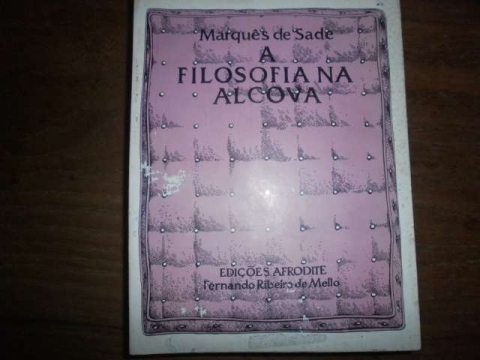 Marquês de Sade
A
FILOSOFIA NA
ALCOVA
EDIÇÕES AFRODITE
Fernando Ribeiro de Mello